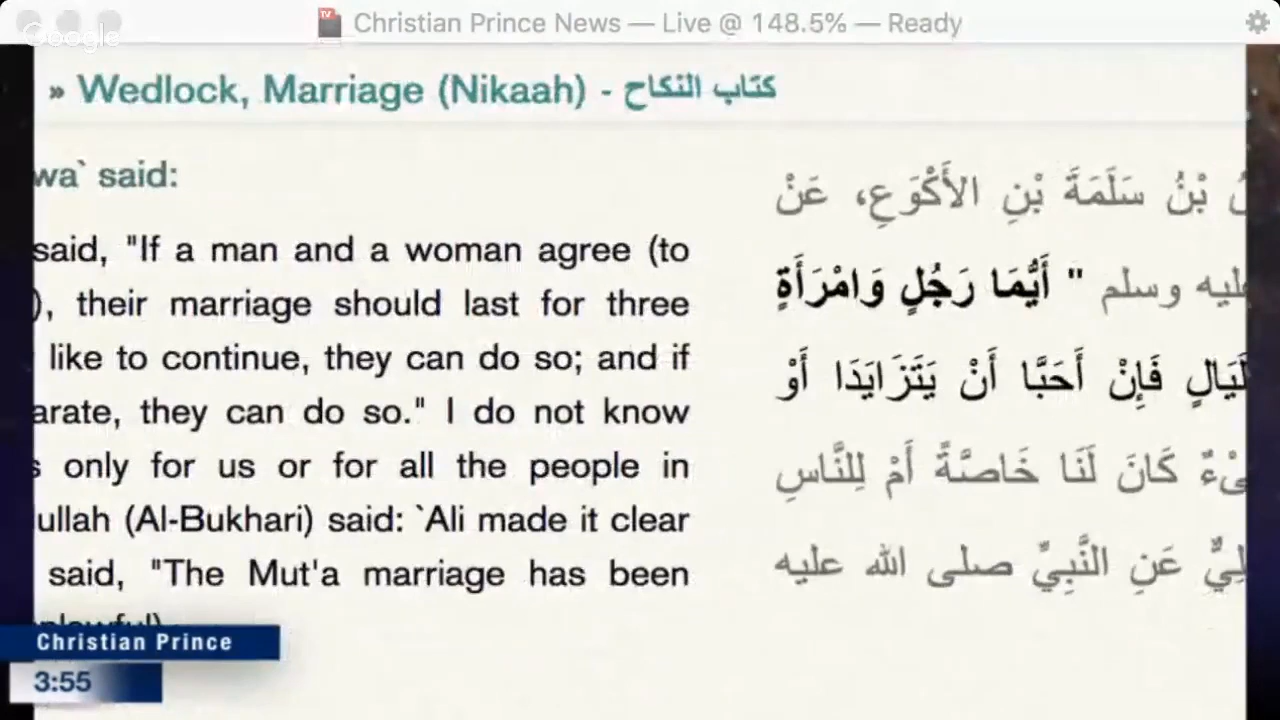 Christian Prince News — Live @ 148.5% — Ready
Google
» Wedlock, Marriage (Nikaah) - كتاب النكاح
wa` said:
said, "If a man and a woman agree (to
), their marriage should last for three
like to continue, they can do so; and if
arate, they can do so." I do not know
s only for us or for all the people in
ullah (Al-Bukhari) said: `Ali made it clear
said, "The Mut'a marriage has been
بْنُ سَلَمَةَ بْنِ الأَكْوَعِ، عَنْ
عليه وسلم " أَيُّمَا رَجُلٍ وَامْرَأَةٍ
لَيَالٍ فَإِنْ أَحَبَّا أَنْ يَتَزَايَدَا أَوْ
ىْءٌ كَانَ لَنَا خَاصَّةً أَمْ لِلنَّاسِ
لِيٌّ عَنِ النَّبِيِّ صلى الله عليه
Christian Prince
3:55